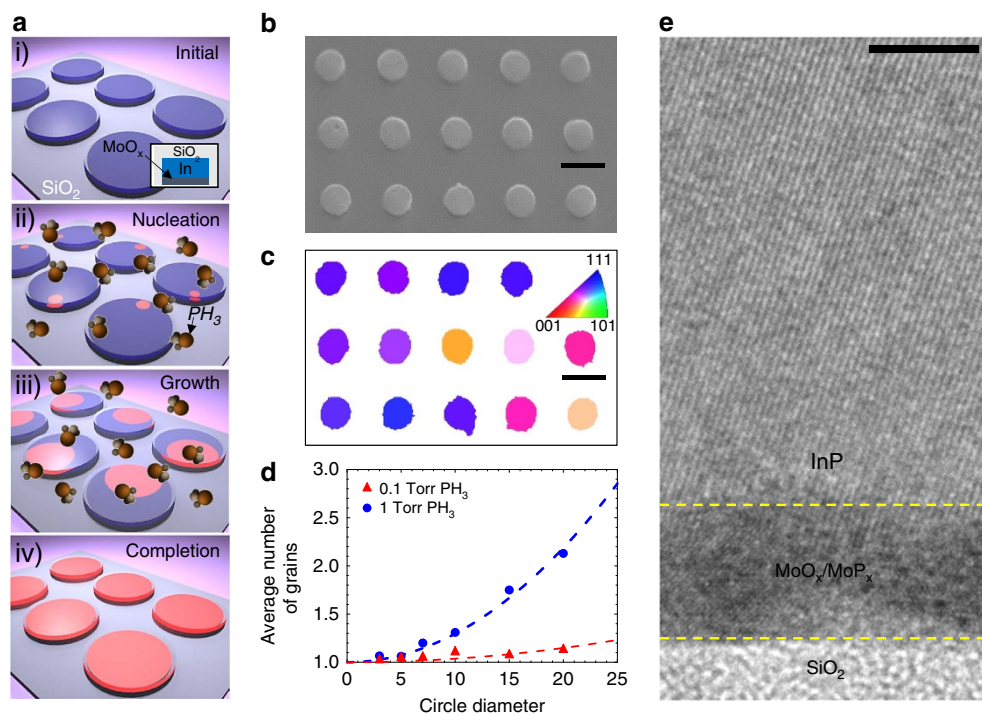 a
i)
Initial
MoOₓ
SiO₂
In
SiO₂
ii)
Nucleation
PH₃
iii)
Growth
iv)
Completion
b
c
111
001
101
d
Average number
of grains
3.0
2.5
2.0
1.5
1.0
0.1 Torr PH₃
1 Torr PH₃
0 5 10 15 20 25
Circle diameter
e
InP
MoOₓ/MoPₓ
SiO₂